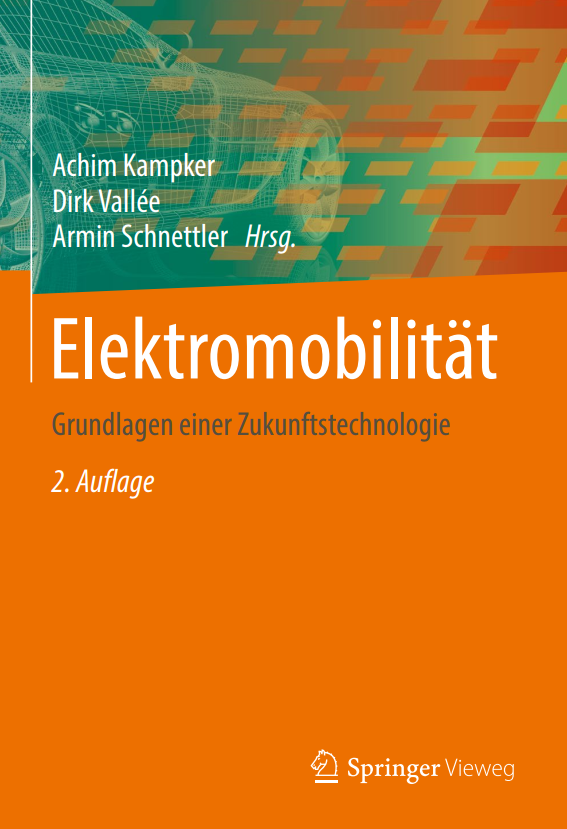 Achim Kampker
Dirk Vallée
Armin Schnettler Hrsg.
Elektromobilität
Grundlagen einer Zukunftstechnologie
2. Auflage
Springer Vieweg